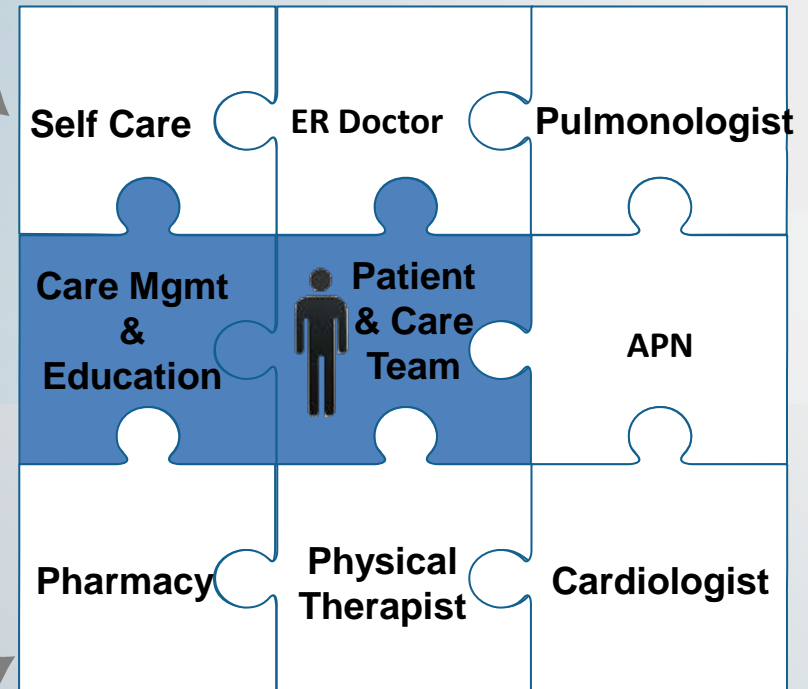 Self Care
ER Doctor
Pulmonologist
Care Mgmt
&
Education
Patient
& Care
Team
APN
Pharmacy
Physical
Therapist
Cardiologist